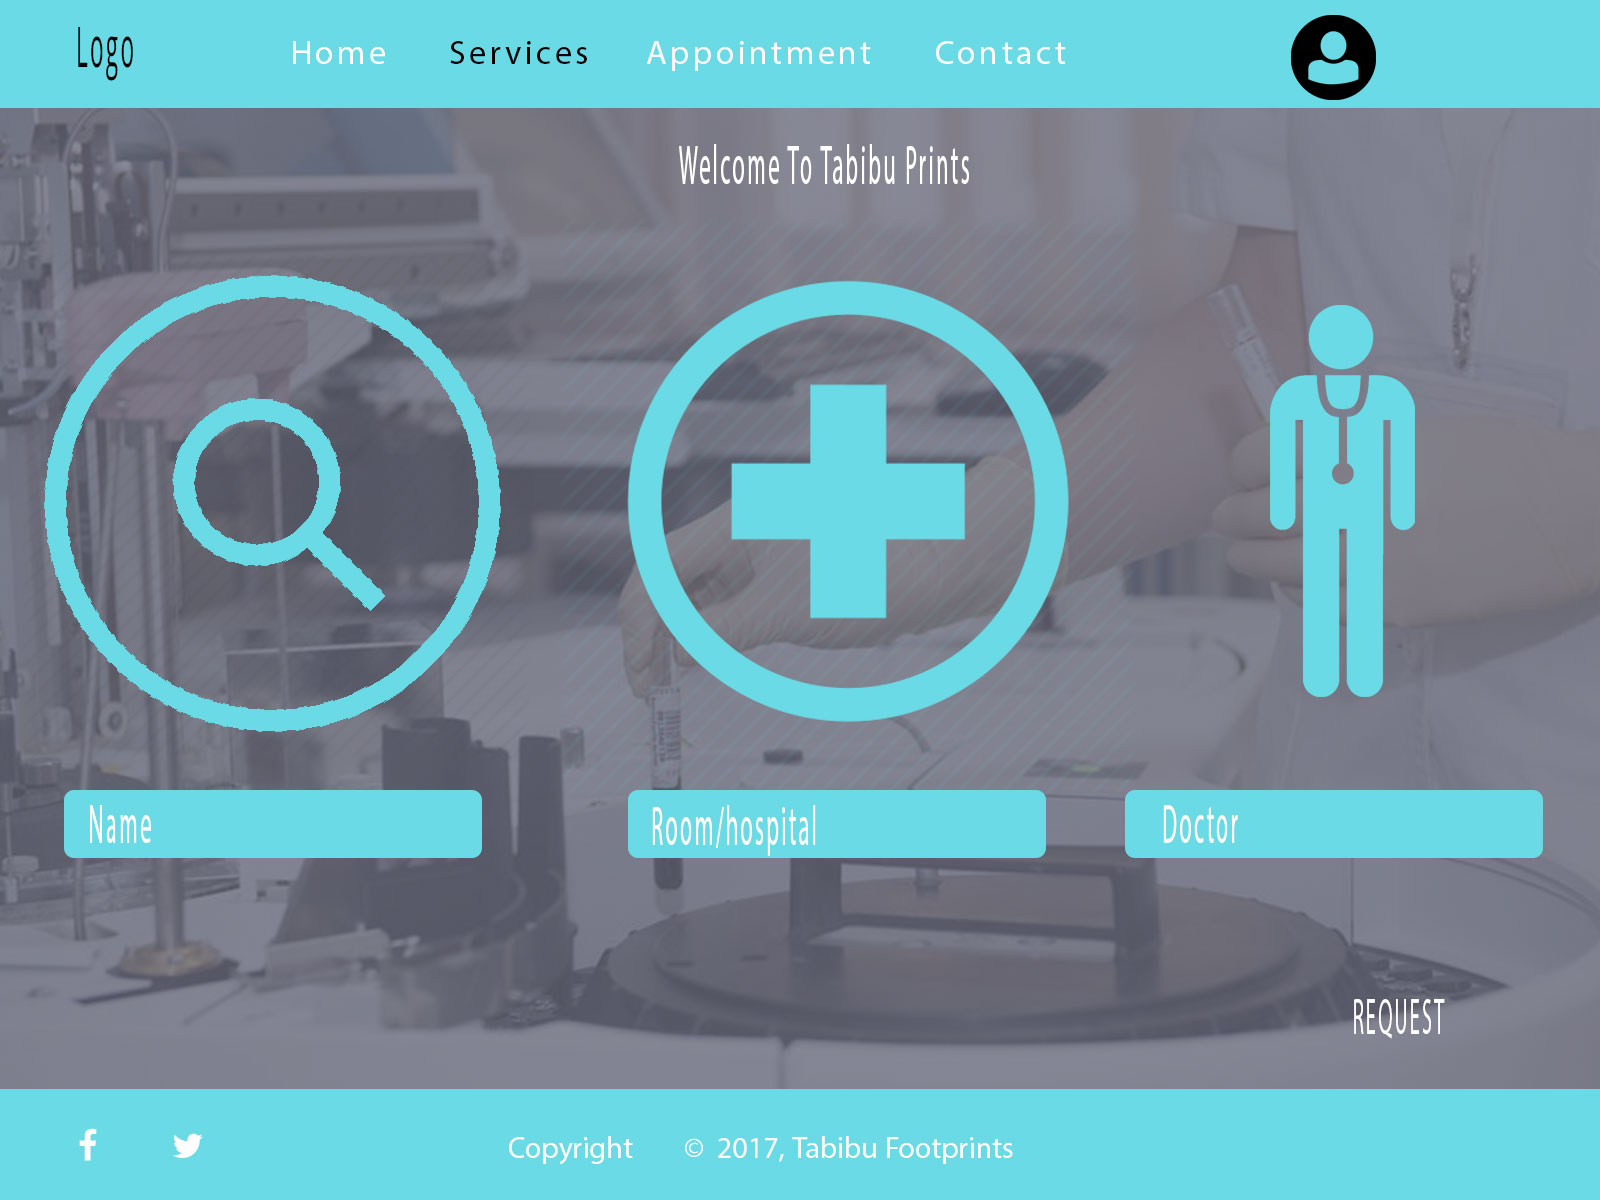 Logo
Home Services Appointment Contact
Welcome To Tabibu Prints
Name
Room/hospital
Doctor
REQUEST
Copyright © 2017, Tabibu Footprints